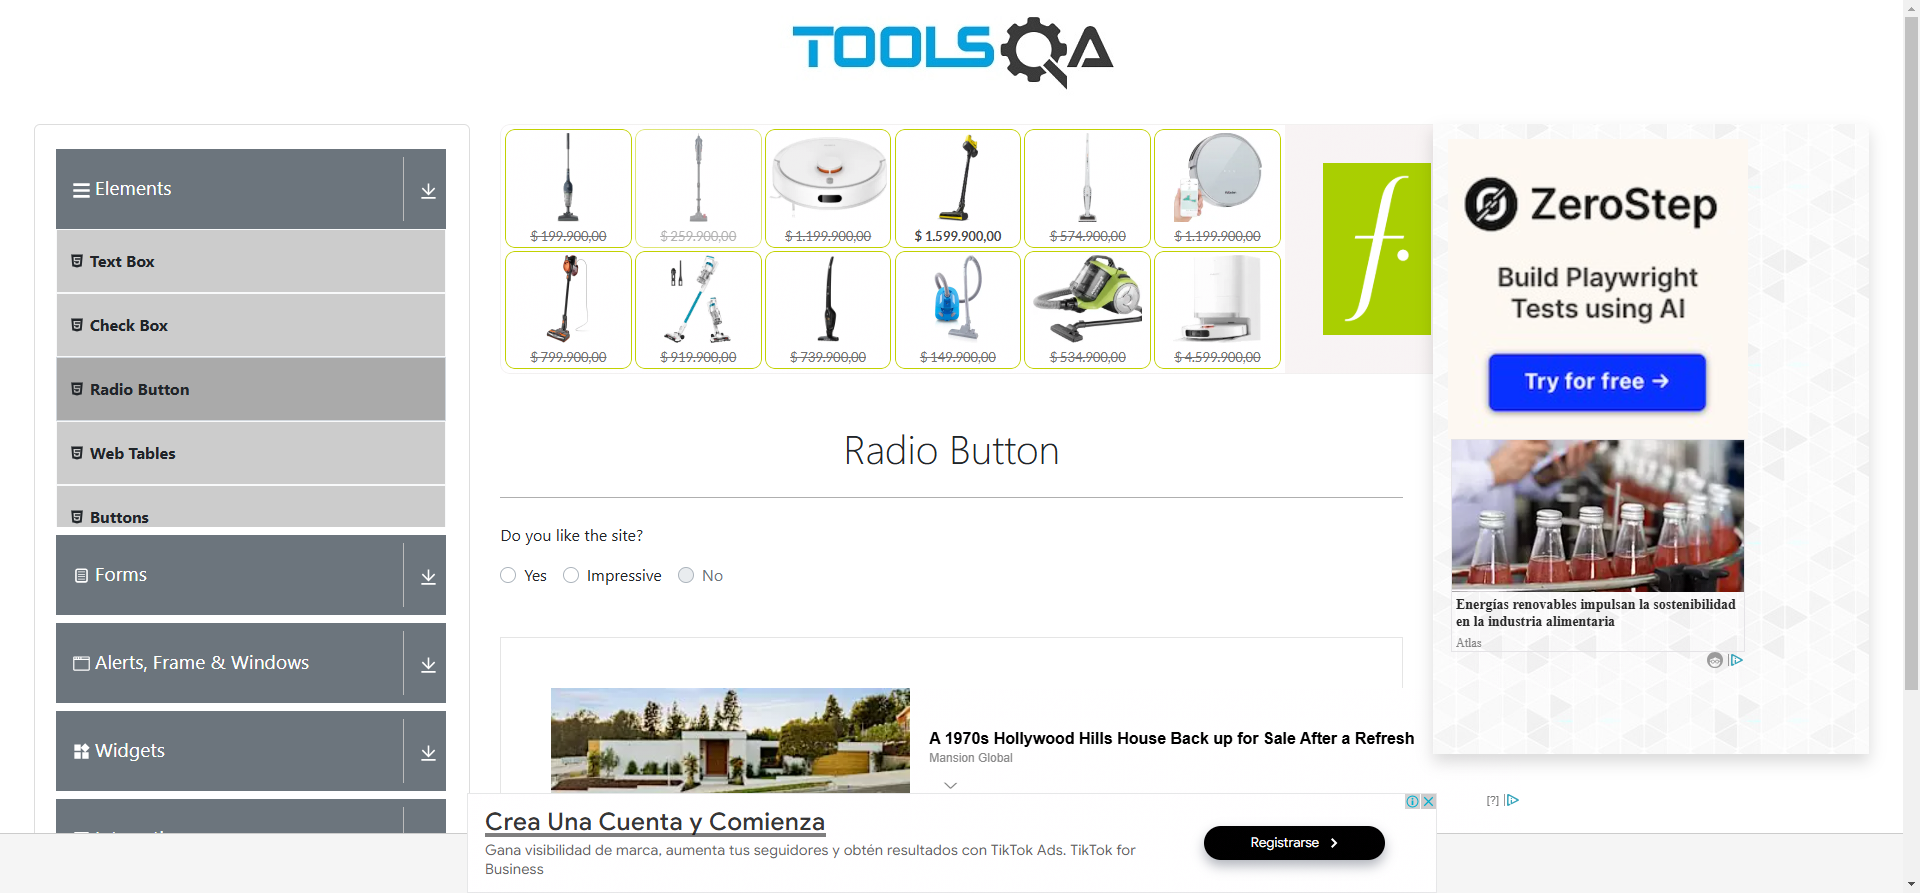 TOOLSQA
Elements
Text Box
Check Box
Radio Button
Web Tables
Buttons
Forms
Alerts, Frame & Windows
Widgets
$ 199.900,00
$ 259.900,00
$ 1.199.900,00
$ 1.599.900,00
$ 574.900,00
$ 1.199.900,00
$ 799.900,00
$ 919.900,00
$ 739.900,00
$ 149.900,00
$ 534.900,00
$ 4.599.900,00
f.
Radio Button
Do you like the site?
Yes
Impressive
No
A 1970s Hollywood Hills House Back up for Sale After a Refresh
Mansion Global
ZeroStep
Build Playwright
Tests using AI
Try for free →
Energías renovables impulsan la sostenibilidad
en la industria alimentaria
Atlas
[?]
Crea Una Cuenta y Comienza
Gana visibilidad de marca, aumenta tus seguidores y obtén resultados con TikTok Ads. TikTok for
Business
Registrarse